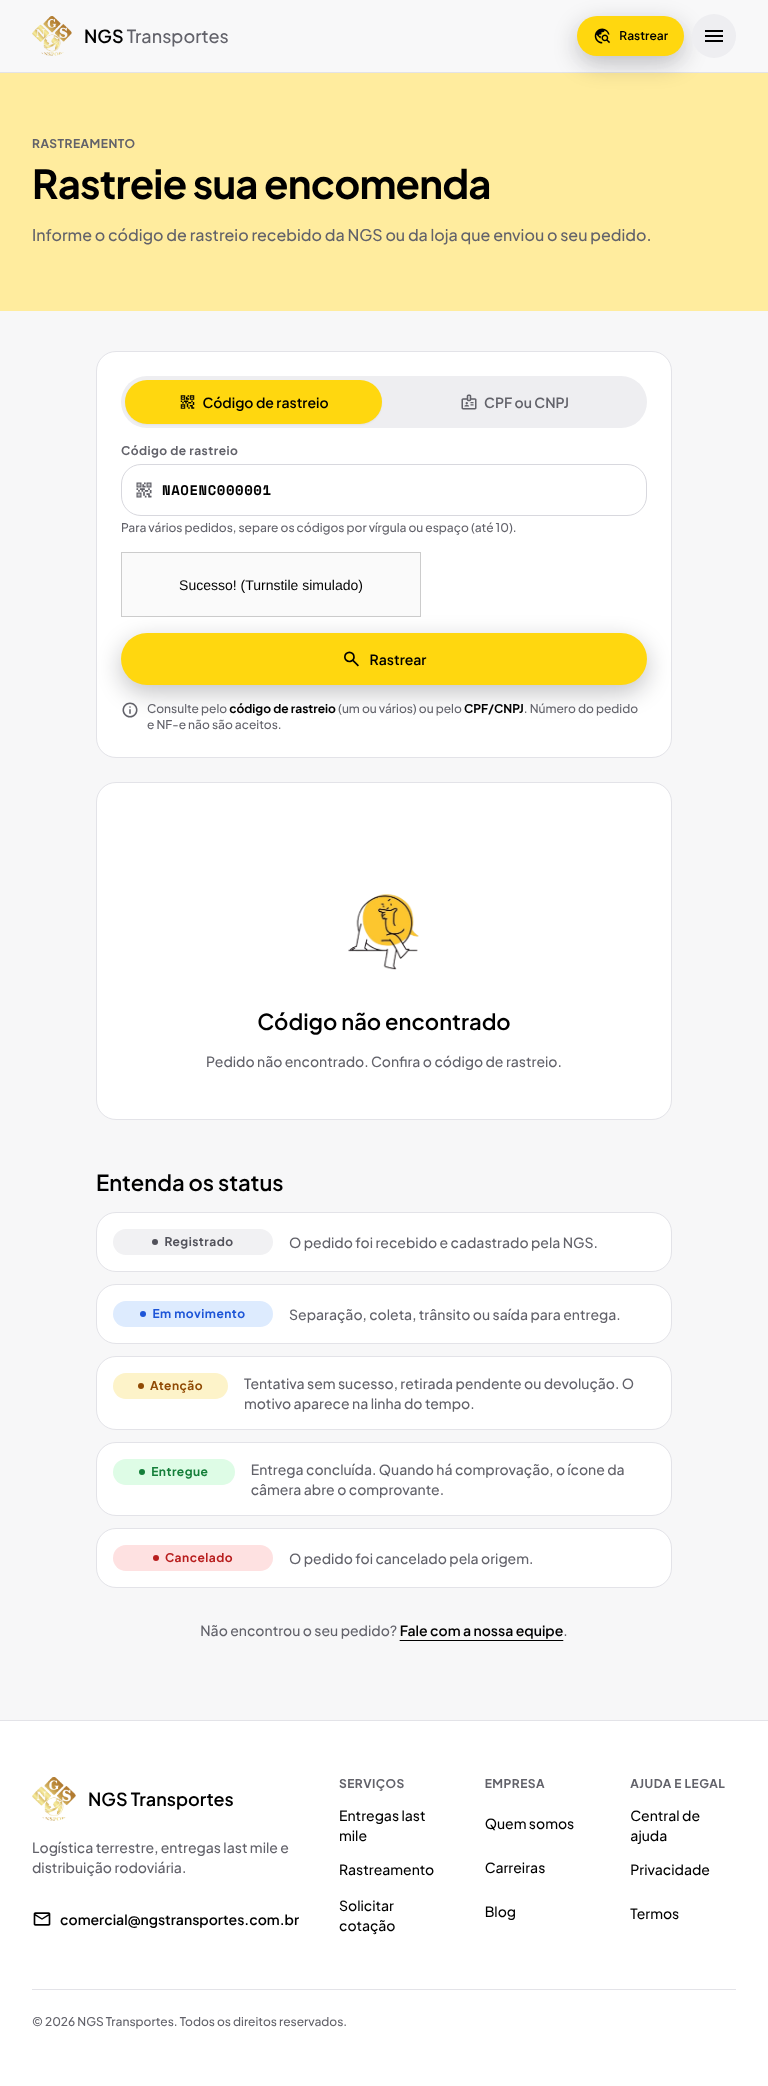 NGS Transportes
Rastrear
RASTREAMENTO
Rastreie sua encomenda
Informe o código de rastreio recebido da NGS ou da loja que enviou o seu pedido.
Código de rastreio
CPF ou CNPJ
Código de rastreio
NAOENC000001
Para vários pedidos, separe os códigos por vírgula ou espaço (até 10).
Sucesso! (Turnstile simulado)
Rastrear
Consulte pelo código de rastreio (um ou vários) ou pelo CPF/CNPJ. Número do pedido
e NF-e não são aceitos.
Código não encontrado
Pedido não encontrado. Confira o código de rastreio.
Entenda os status
Registrado
O pedido foi recebido e cadastrado pela NGS.
Em movimento
Separação, coleta, trânsito ou saída para entrega.
Atenção
Tentativa sem sucesso, retirada pendente ou devolução. O
motivo aparece na linha do tempo.
Entregue
Entrega concluída. Quando há comprovação, o ícone da
câmera abre o comprovante.
Cancelado
O pedido foi cancelado pela origem.
Não encontrou o seu pedido? Fale com a nossa equipe.
NGS Transportes
Logística terrestre, entregas last mile e
distribuição rodoviária.
comercial@ngstransportes.com.br
SERVIÇOS
Entregas last
mile
Rastreamento
Solicitar
cotação
EMPRESA
Quem somos
Carreiras
Blog
AJUDA E LEGAL
Central de
ajuda
Privacidade
Termos
© 2026 NGS Transportes. Todos os direitos reservados.